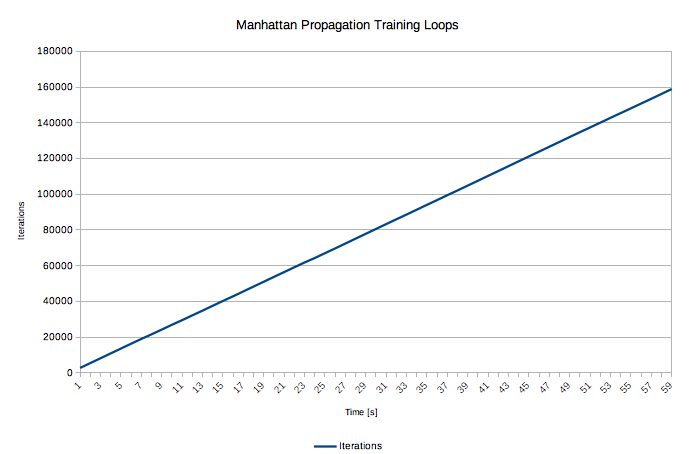 Manhattan Propagation Training Loops
180000
160000
140000
120000
100000
80000
60000
40000
20000
0
Iterations
1 3 5 7 9 11 13 15 17 19 21 23 25 27 29 31 33 35 37 39 41 43 45 47 49 51 53 55 57 59
Time [s]
Iterations